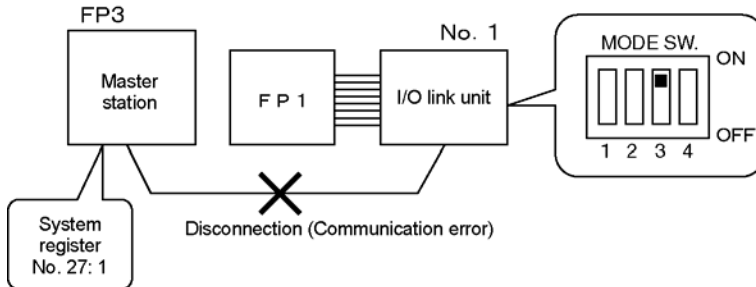 FP3
Master
station
System
register
No. 27: 1
FP1
No. 1
I/O link unit
Disconnection (Communication error)
MODE SW.
ON
OFF
1 2 3 4